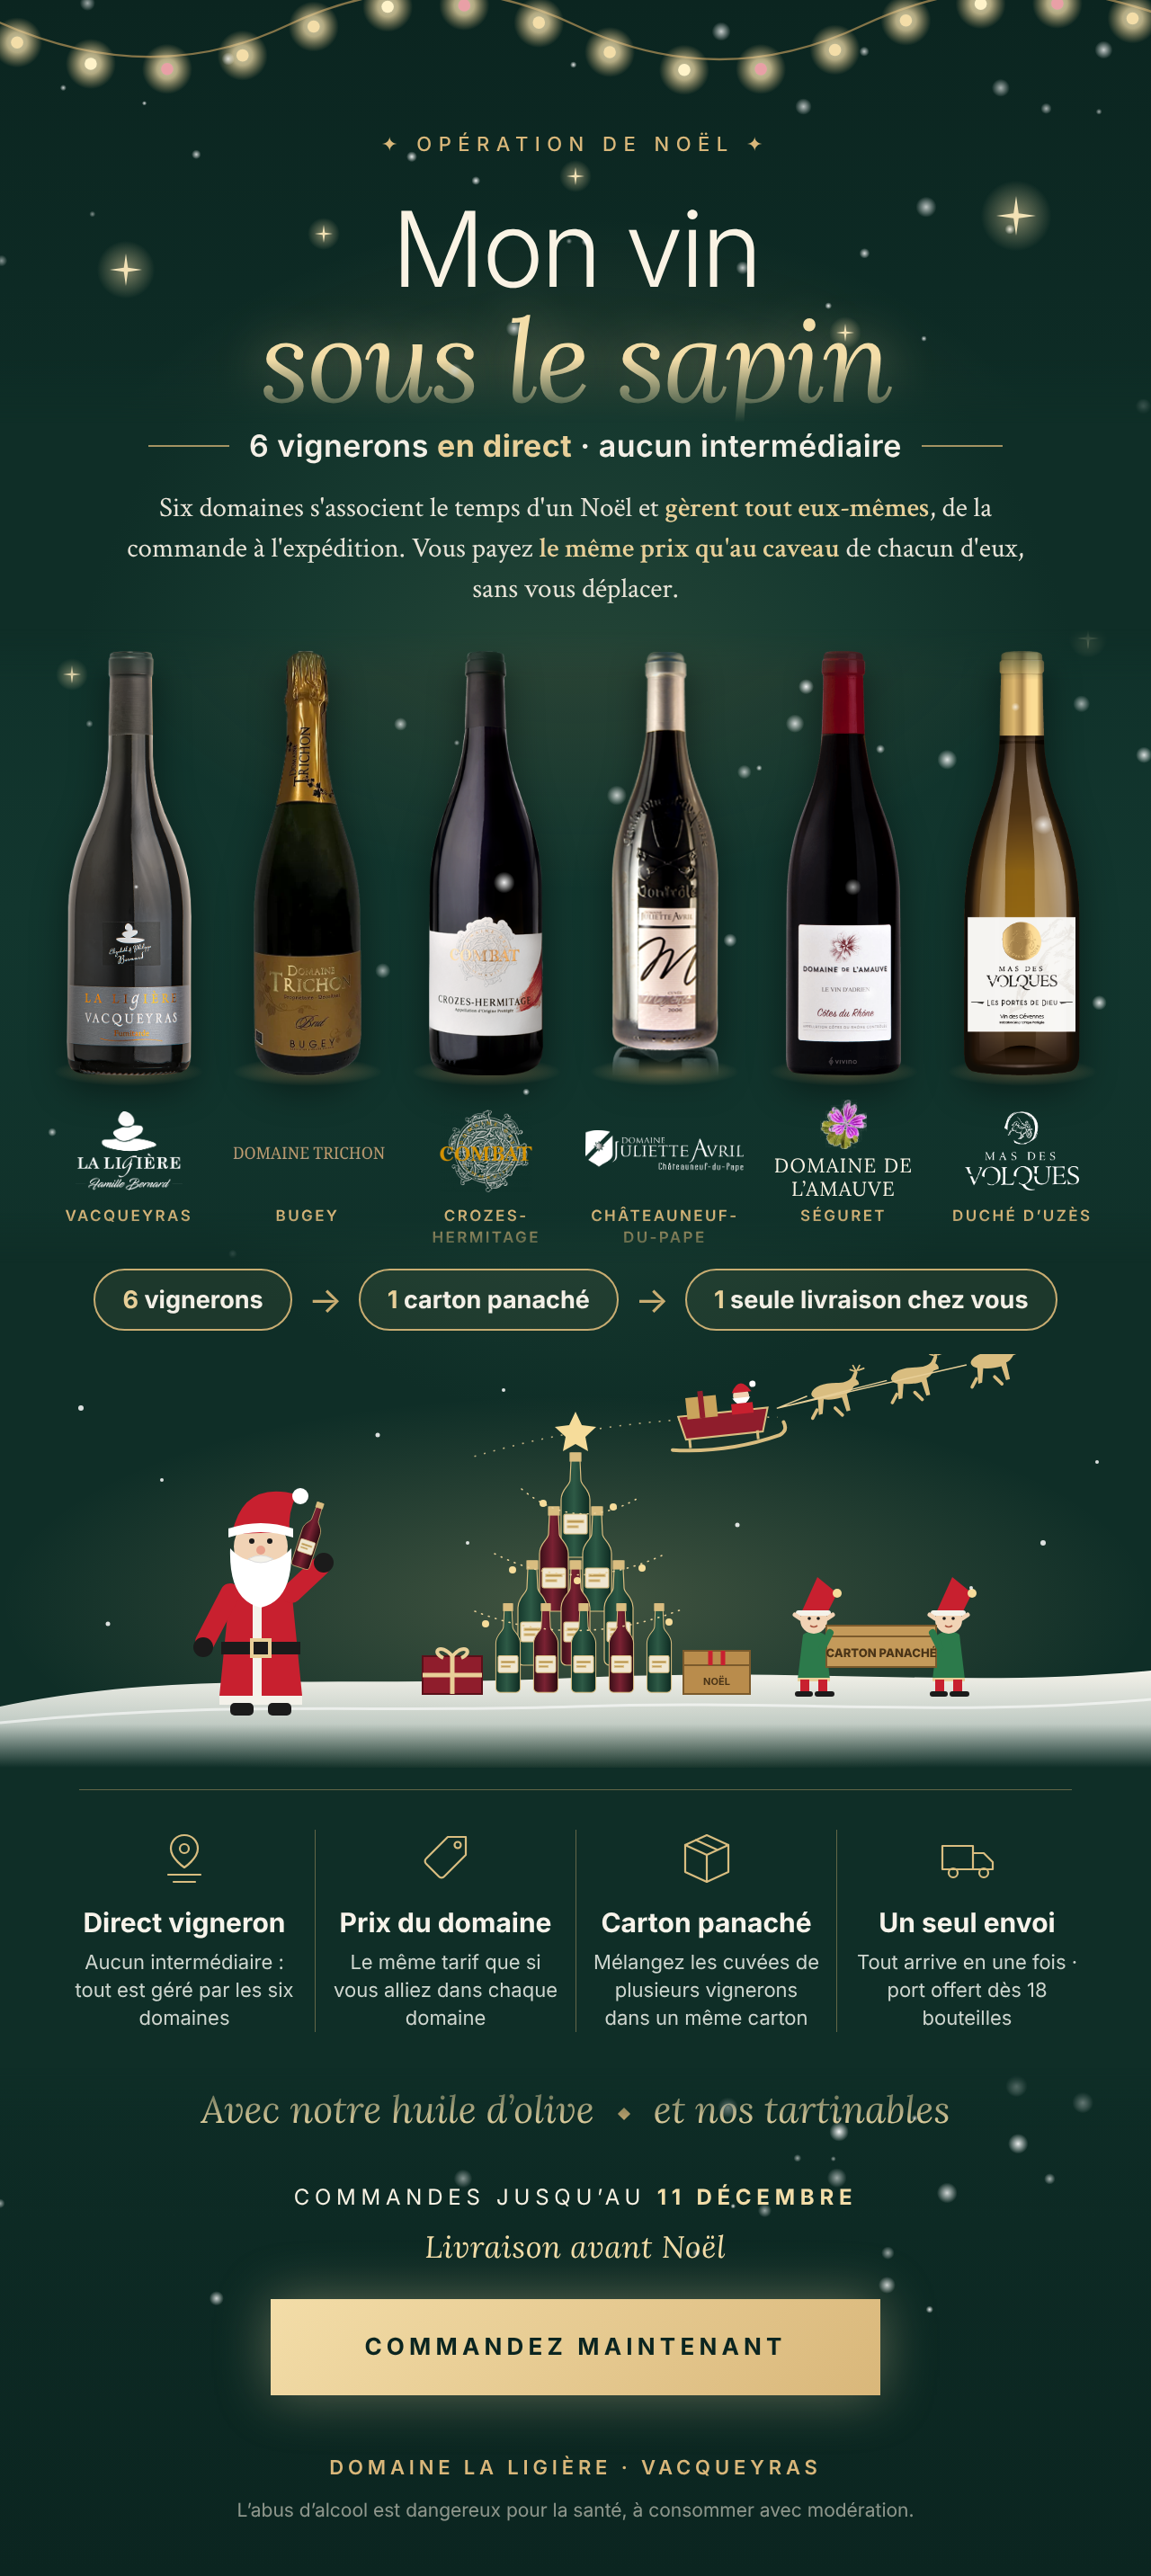 ✦ OPÉRATION DE NOËL ✦
Mon vin
sous le sapin
6 vignerons en direct · aucun intermédiaire
Six domaines s'associent le temps d'un Noël et gèrent tout eux-mêmes, de la
commande à l'expédition. Vous payez le même prix qu'au caveau de chacun d'eux,
sans vous déplacer.
LA LIGIÈRE
VACQUEYRAS
TRICHON
DOMAINE
TRICHON
Brut
BUGEY
COMBAT
CROZES-HERMITAGE
Contrôlé
JULIETTE AVRIL
DOMAINE DE L'AMAUVE
LE VIN D'ADRIEN
Côtes du Rhône
vivino
MAS DES
VOLQUES
LES PORTES DE DIEU
Vin des Cévennes
LA LIGIÈRE
Famille Bernard
DOMAINE TRICHON
COMBAT
DOMAINE
JULIETTE AVRIL
Châteauneuf-du-Pape
DOMAINE DE
L'AMAUVE
MAS DES
VOLQUES
VACQUEYRAS
BUGEY
CROZES-
HERMITAGE
CHÂTEAUNEUF-
DU-PAPE
SÉGURET
DUCHÉ D’UZÈS
6 vignerons → 1 carton panaché → 1 seule livraison chez vous
CARTON PANACHÉ
NOËL
Direct vigneron
Aucun intermédiaire :
tout est géré par les six
domaines
Prix du domaine
Le même tarif que si
vous alliez dans chaque
domaine
Carton panaché
Mélangez les cuvées de
plusieurs vignerons
dans un même carton
Un seul envoi
Tout arrive en une fois ·
port offert dès 18
bouteilles
Avec notre huile d’olive ◆ et nos tartinables
COMMANDES JUSQU’AU 11 DÉCEMBRE
Livraison avant Noël
COMMANDEZ MAINTENANT
DOMAINE LA LIGIÈRE · VACQUEYRAS
L’abus d’alcool est dangereux pour la santé, à consommer avec modération.